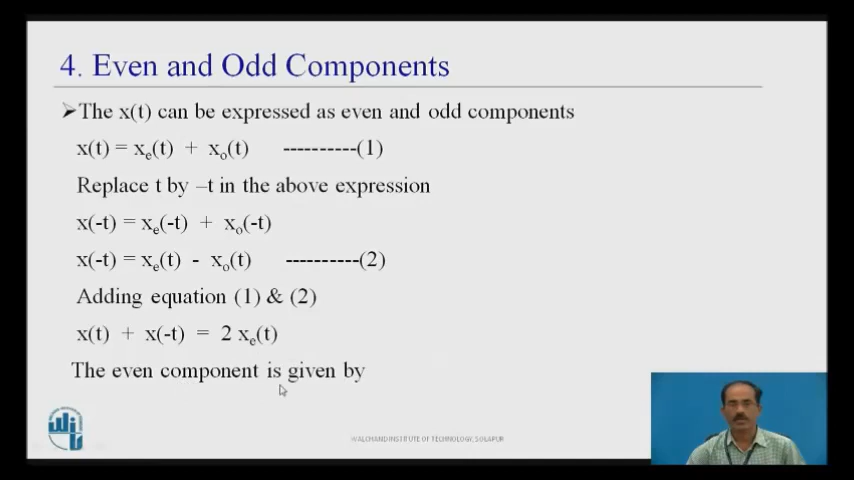 4. Even and Odd Components
➢The x(t) can be expressed as even and odd components
x(t) = xₑ(t) + xₒ(t) ----------(1)
Replace t by –t in the above expression
x(-t) = xₑ(-t) + xₒ(-t)
x(-t) = xₑ(t) - xₒ(t) ----------(2)
Adding equation (1) & (2)
x(t) + x(-t) = 2 xₑ(t)
The even component is given by
WALCHAND INSTITUTE OF TECHNOLOGY, SOLAPUR